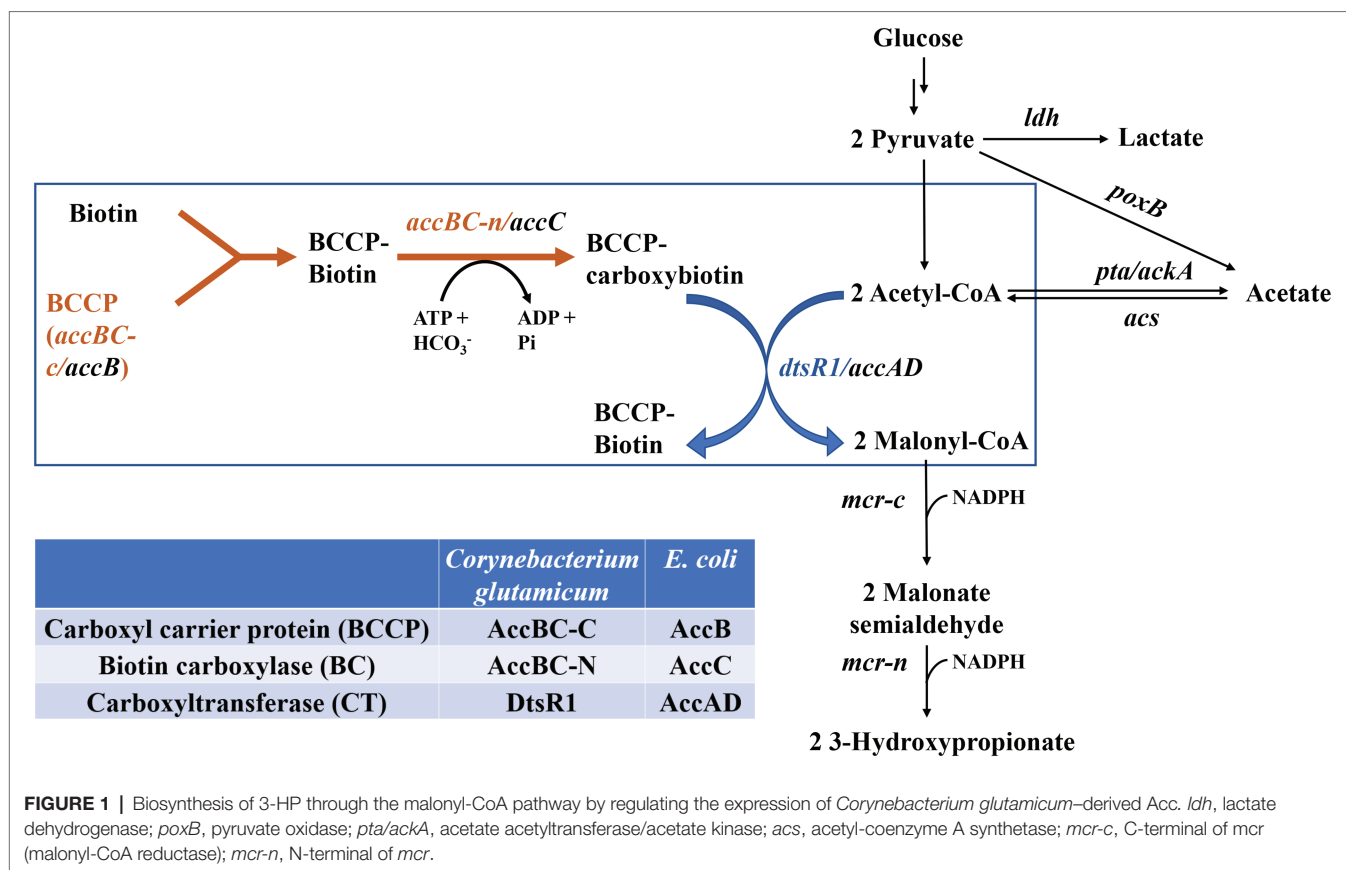 Glucose
2 Pyruvate
ldh
Lactate
poxB
Biotin
BCCP
(accBC-
c/accB)
BCCP-
Biotin
accBC-n/accC
ATP +
HCO₃⁻
ADP +
Pi
BCCP-
carboxybiotin
2 Acetyl-CoA
pta/ackA
acs
Acetate
dtsR1/accAD
BCCP-
Biotin
2 Malonyl-CoA
mcr-c
NADPH
2 Malonate
semialdehyde
mcr-n
NADPH
2 3-Hydroxypropionate
Corynebacterium
glutamicum
E. coli
Carboxyl carrier protein (BCCP) AccBC-C AccB
Biotin carboxylase (BC) AccBC-N AccC
Carboxyltransferase (CT) DtsR1 AccAD
FIGURE 1 | Biosynthesis of 3-HP through the malonyl-CoA pathway by regulating the expression of Corynebacterium glutamicum–derived Acc. ldh, lactate
dehydrogenase; poxB, pyruvate oxidase; pta/ackA, acetate acetyltransferase/acetate kinase; acs, acetyl-coenzyme A synthetase; mcr-c, C-terminal of mcr
(malonyl-CoA reductase); mcr-n, N-terminal of mcr.